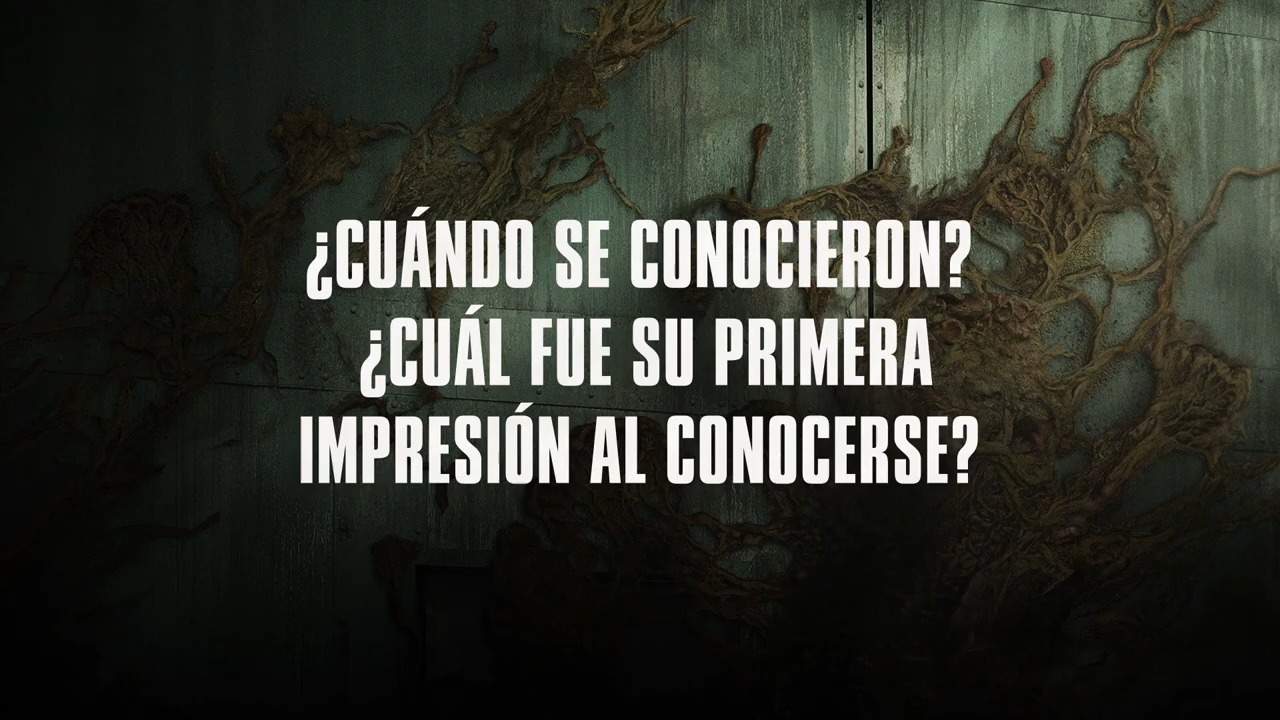 ¿CUÁNDO SE CONOCIERON?
¿CUÁL FUE SU PRIMERA
IMPRESIÓN AL CONOCERSE?